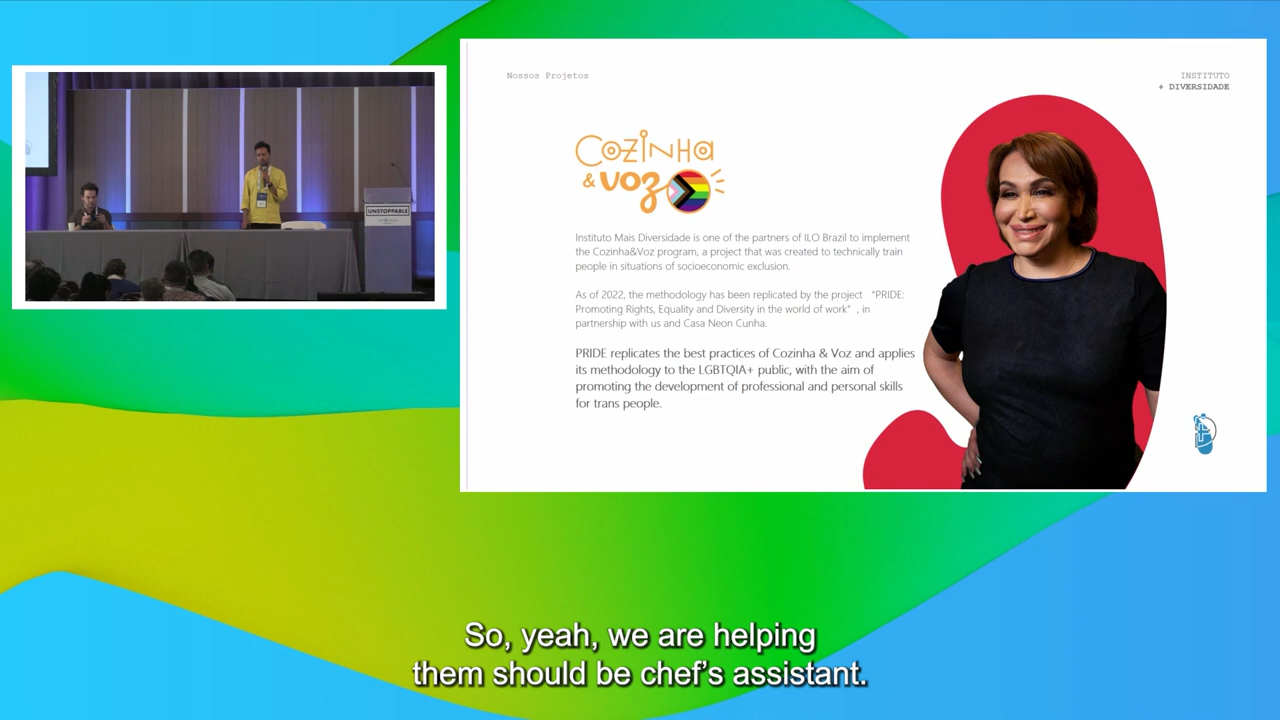 Nossos Projetos
INSTITUTO
+ DIVERSIDADE
COZINHA
& VOZ
Instituto Mais Diversidade is one of the partners of ILO Brazil to implement
the Cozinha&Voz program, a project that was created to technically train
people in situations of socioeconomic exclusion.
As of 2022, the methodology has been replicated by the project “PRIDE:
Promoting Rights, Equality and Diversity in the world of work” , in
partnership with us and Casa Neon Cunha.
PRIDE replicates the best practices of Cozinha & Voz and applies
its methodology to the LGBTQIA+ public, with the aim of
promoting the development of professional and personal skills
for trans people.
UNSTOPPABLE
So, yeah, we are helping
them should be chef’s assistant.